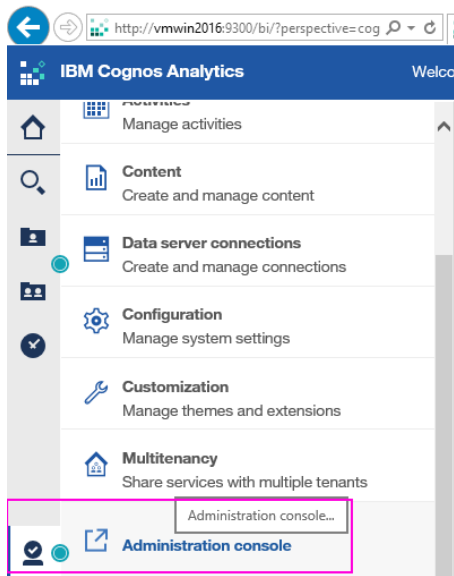 http://vmwin2016:9300/bi/?perspective=cog
IBM Cognos Analytics
Welco
Activities
Manage activities
Content
Create and manage content
Data server connections
Create and manage connections
Configuration
Manage system settings
Customization
Manage themes and extensions
Multitenancy
Share services with multiple tenants
Administration console...
Administration console